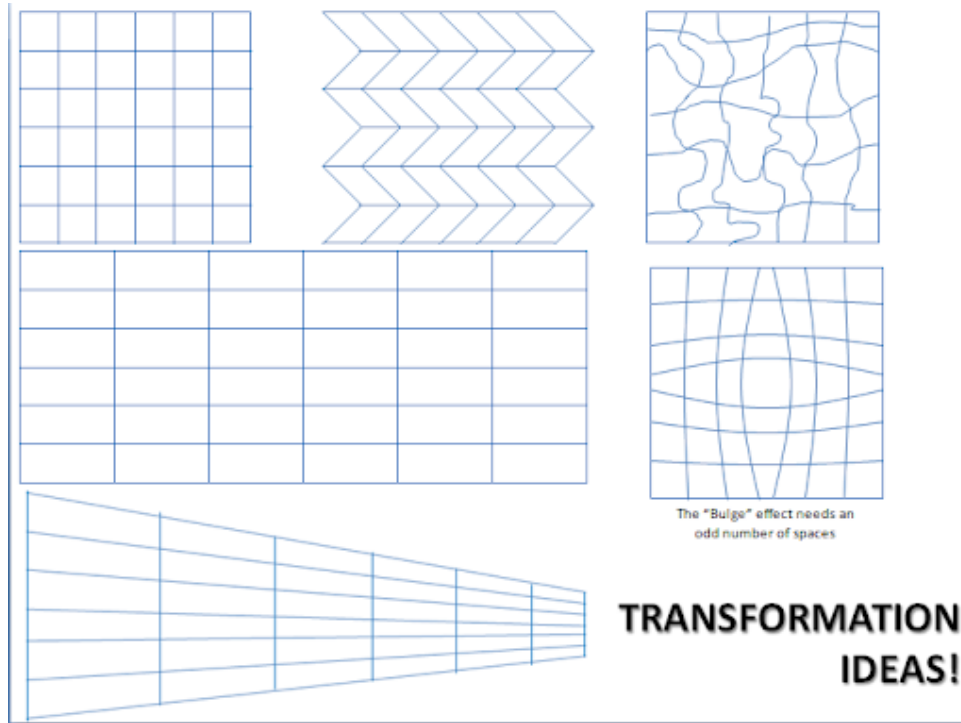 The "Bulge" effect needs an
odd number of spaces
TRANSFORMATION
IDEAS!